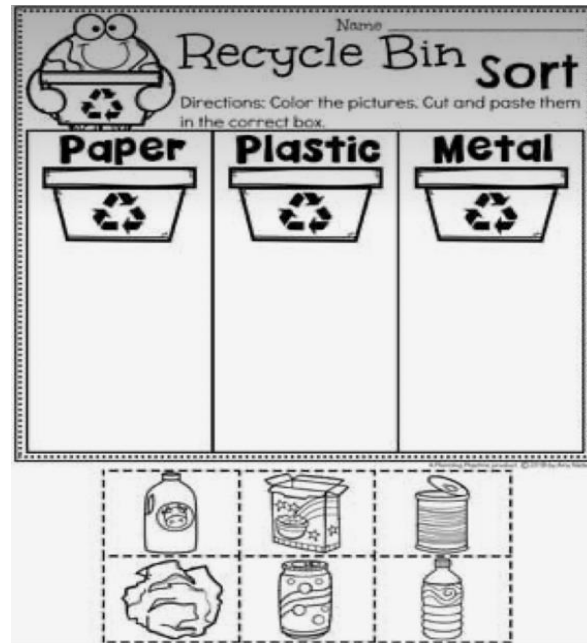 Name
Recycle Bin
Sort
Directions: Color the pictures. Cut and paste them
in the correct box.
Paper Plastic Metal